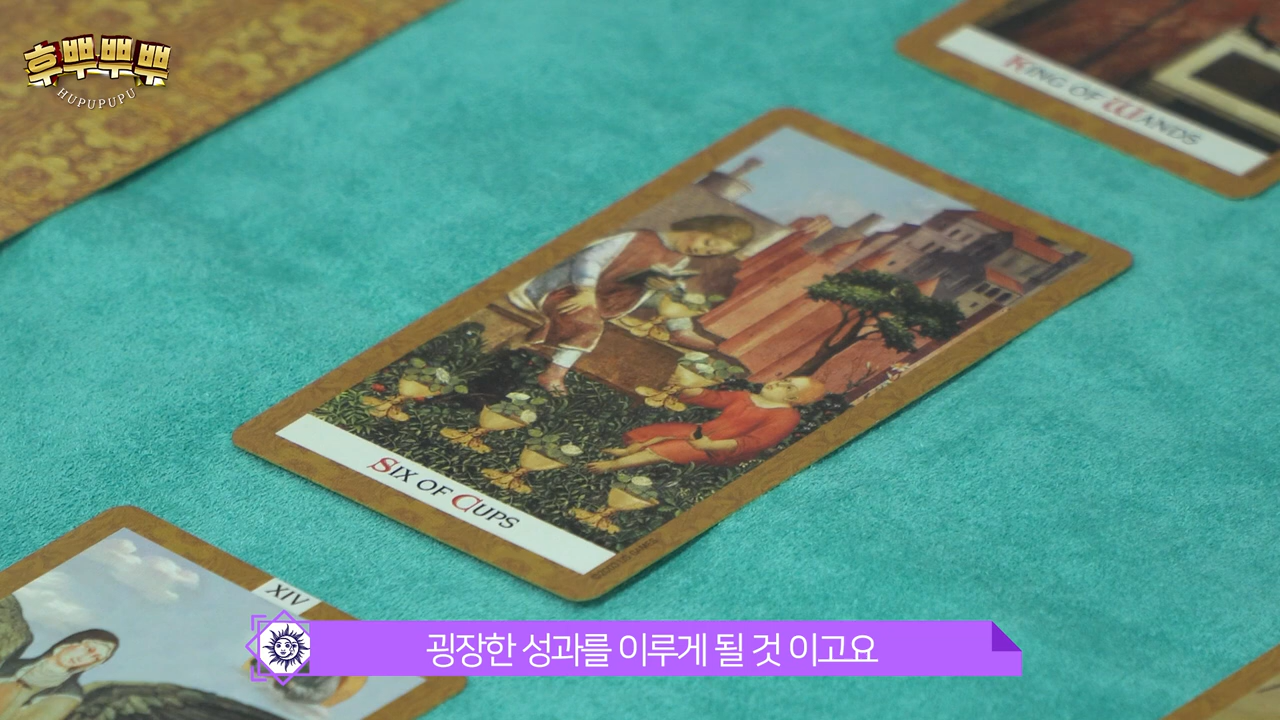 후뿌뿌뿌
HUPUPUPU
KING OF WANDS
SIX OF CUPS
XIV
굉장한 성과를 이루게 될 것 이고요